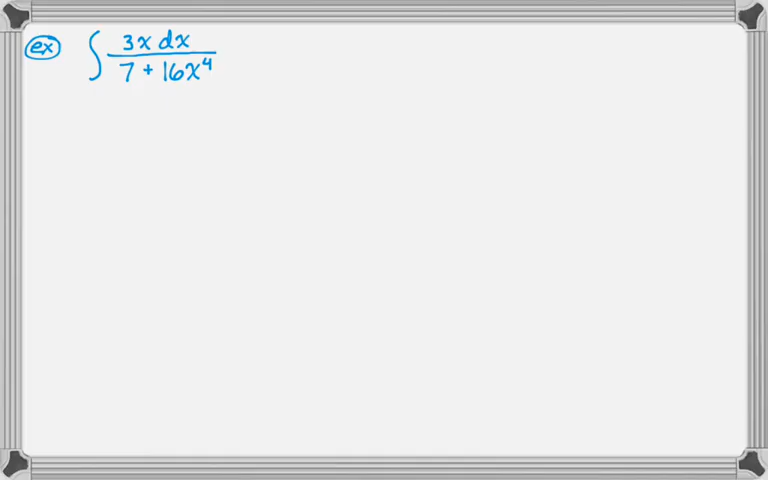 ex ∫ 3x dx / 7 + 16x⁴